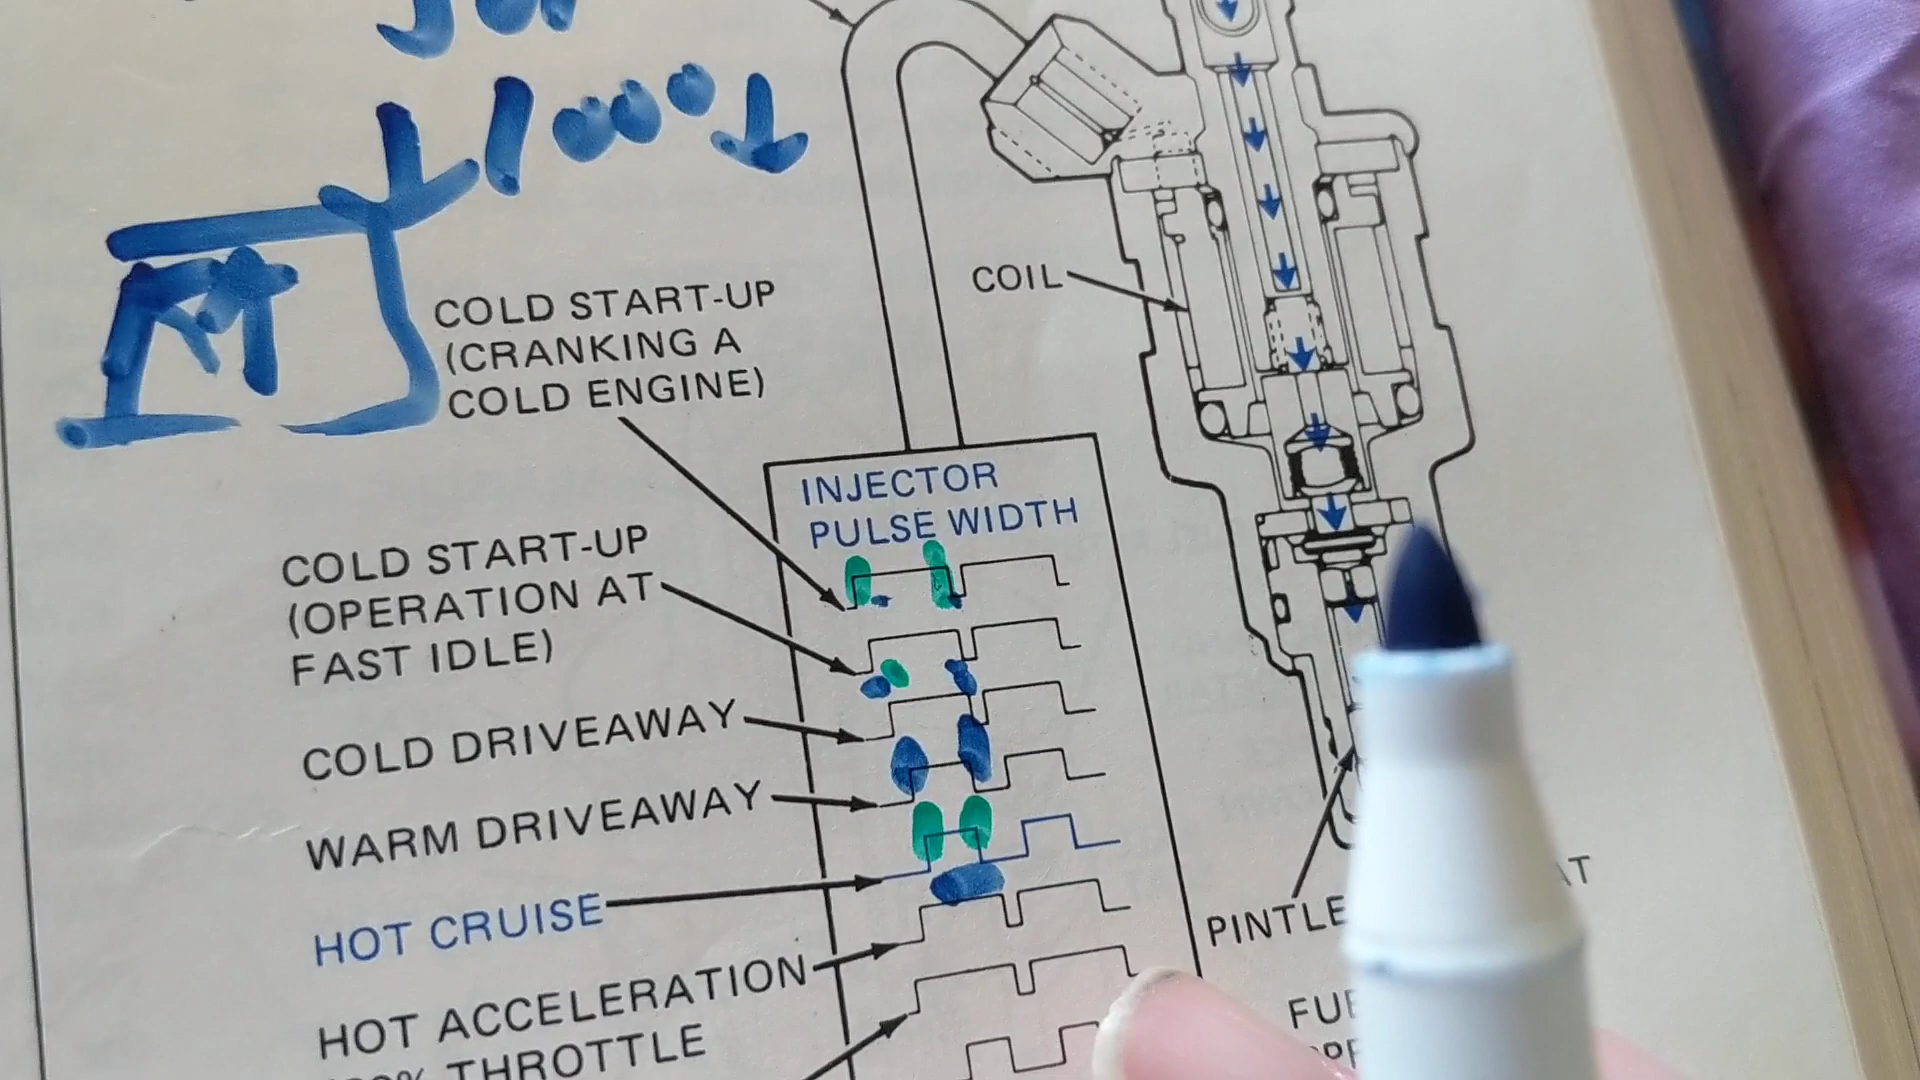 COIL
COLD START-UP
(CRANKING A
COLD ENGINE)
INJECTOR
PULSE WIDTH
COLD START-UP
(OPERATION AT
FAST IDLE)
COLD DRIVEAWAY
WARM DRIVEAWAY
HOT CRUISE
PINTLE
HOT ACCELERATION
THROTTLE